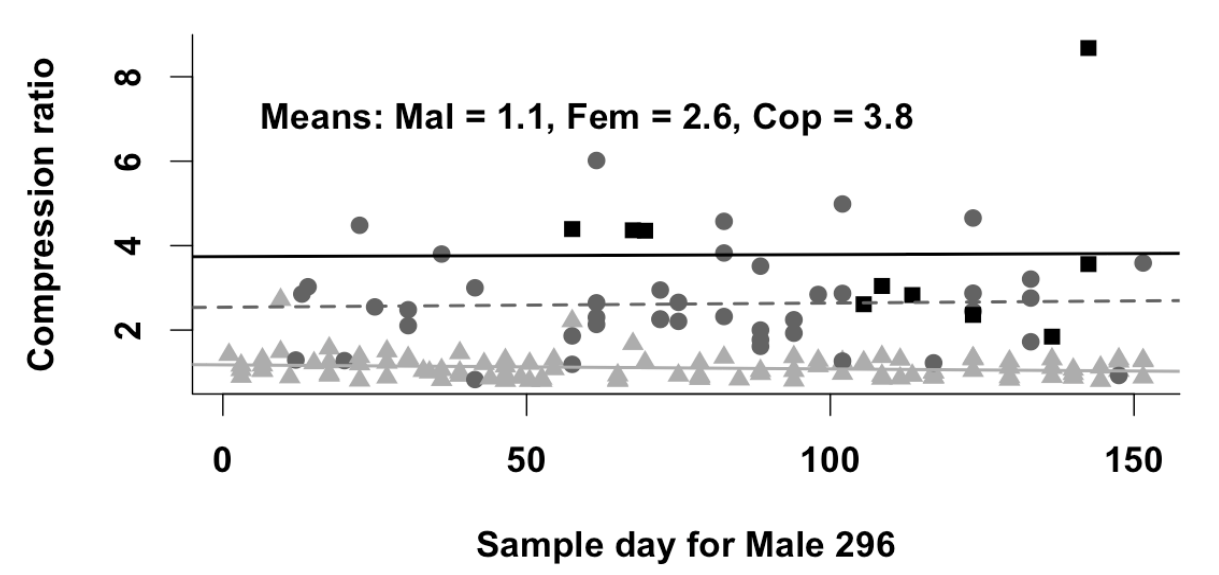 Compression ratio
8
6
4
2
Means: Mal = 1.1, Fem = 2.6, Cop = 3.8
0 50 100 150
Sample day for Male 296